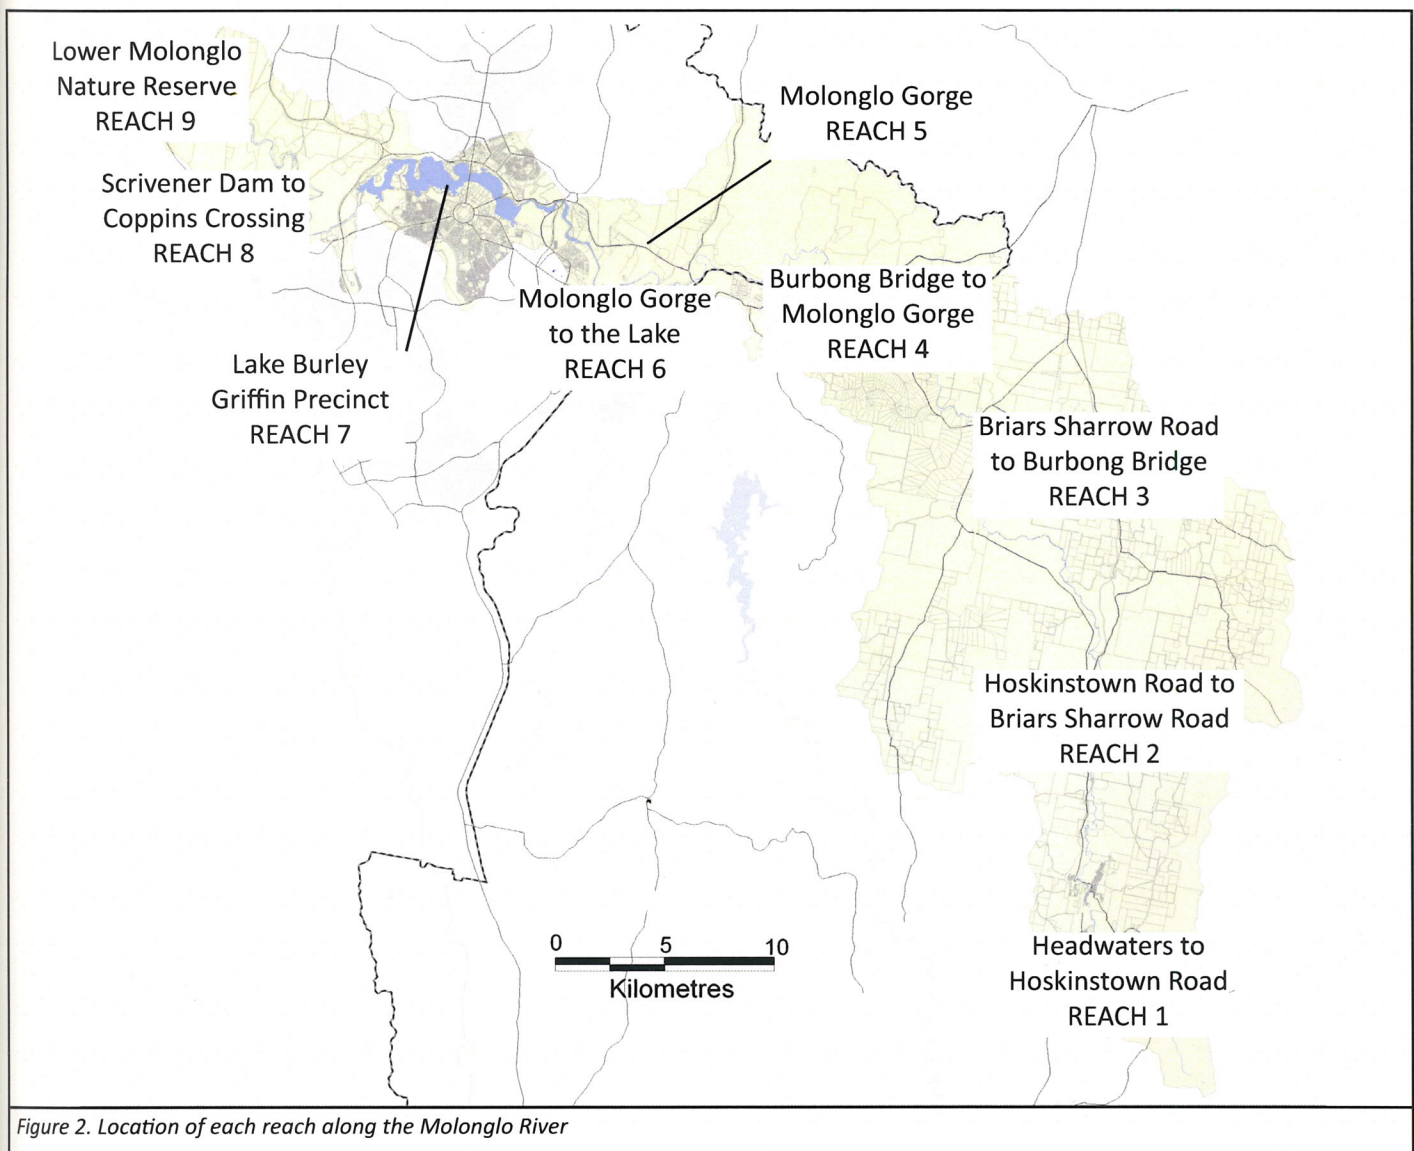 Lower Molonglo
Nature Reserve
REACH 9
Molonglo Gorge
REACH 5
Scrivener Dam to
Coppins Crossing
REACH 8
Burbong Bridge to
Molonglo Gorge
REACH 4
Molonglo Gorge
to the Lake
REACH 6
Lake Burley
Griffin Precinct
REACH 7
Briars Sharrow Road
to Burbong Bridge
REACH 3
Hoskinstown Road to
Briars Sharrow Road
REACH 2
Headwaters to
Hoskinstown Road
REACH 1
0 5 10
Kilometres
Figure 2. Location of each reach along the Molonglo River